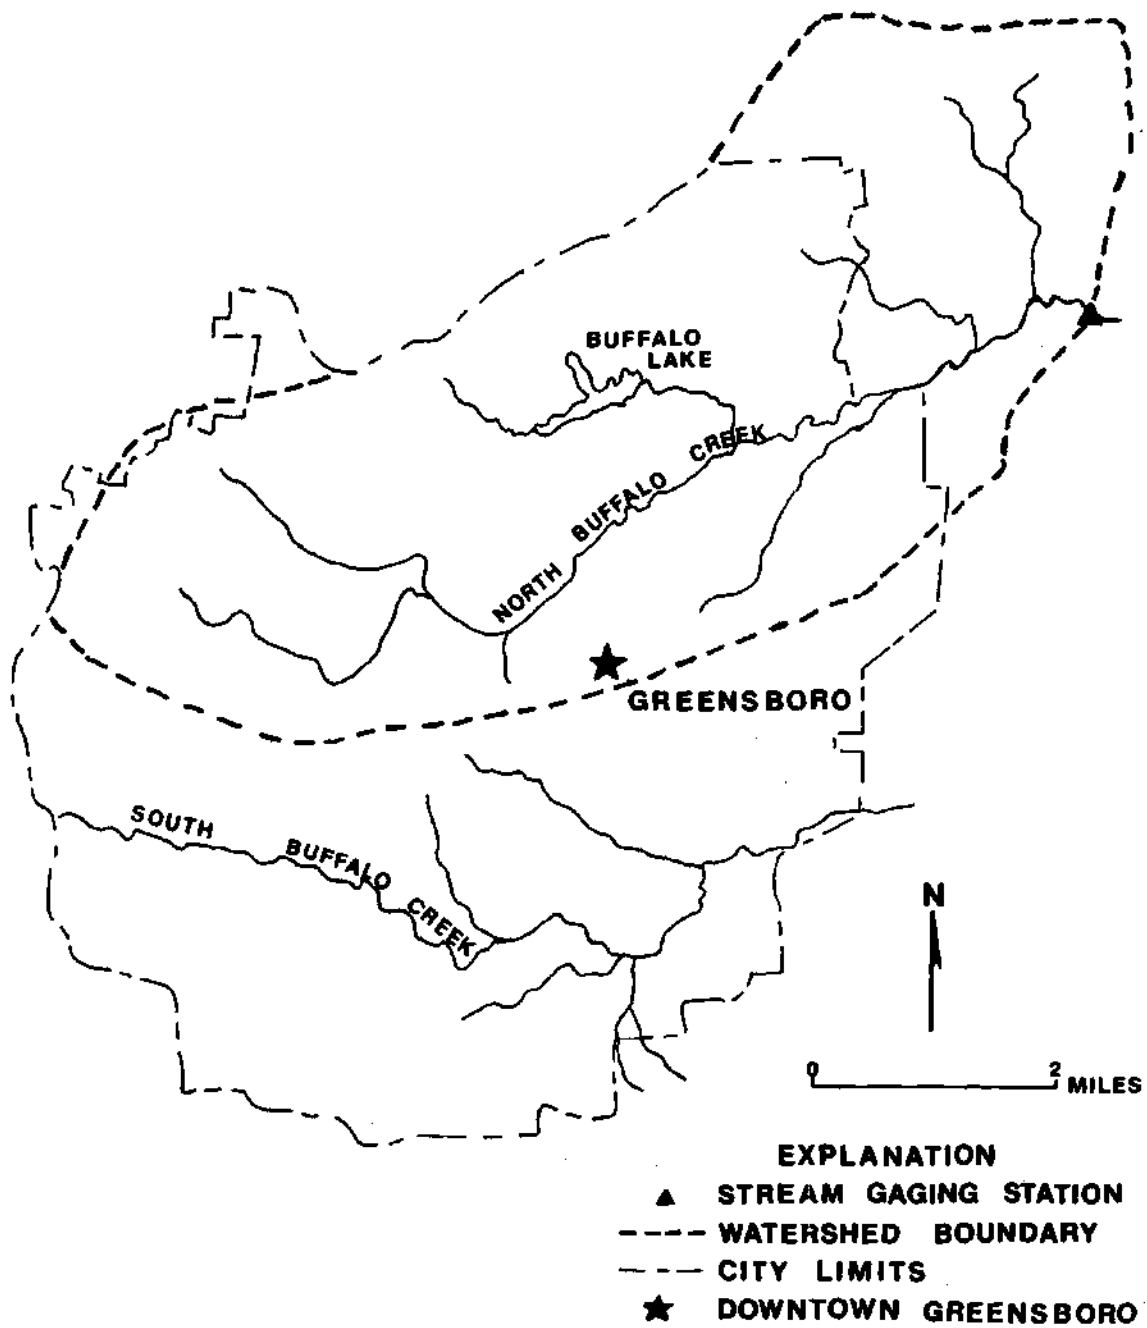 BUFFALO
LAKE
NORTH BUFFALO CREEK
GREENSBORO
SOUTH BUFFALO CREEK
N
0 2 MILES
EXPLANATION
STREAM GAGING STATION
WATERSHED BOUNDARY
CITY LIMITS
DOWNTOWN GREENSBORO